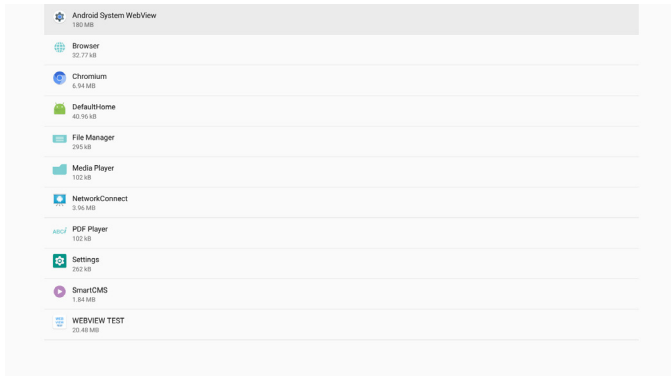 Android System WebView
180 MB
Browser
32.77 kB
Chromium
6.94 MB
DefaultHome
40.96 kB
File Manager
295 kB
Media Player
102 kB
NetworkConnect
3.96 MB
PDF Player
102 kB
Settings
262 kB
SmartCMS
1.84 MB
WEBVIEW TEST
20.48 MB